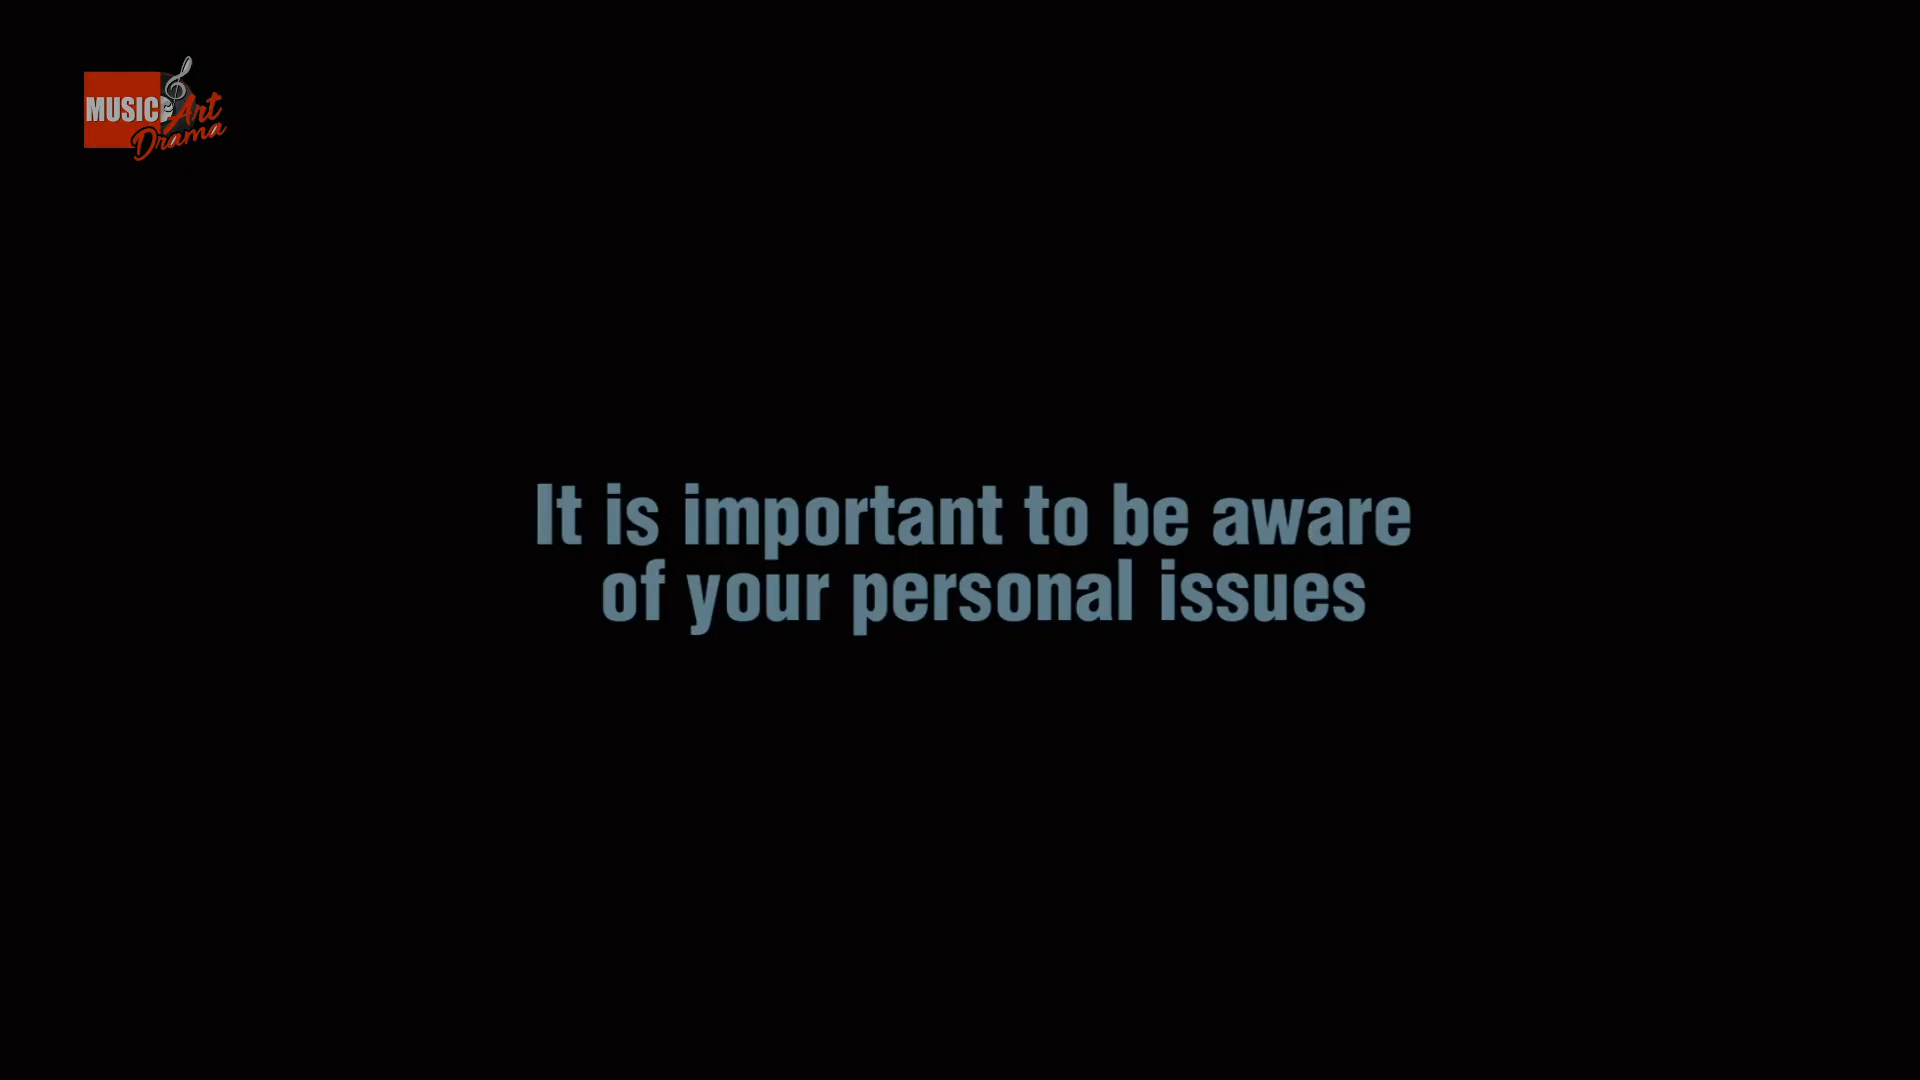 MUSIC Art
Drama
It is important to be aware
of your personal issues